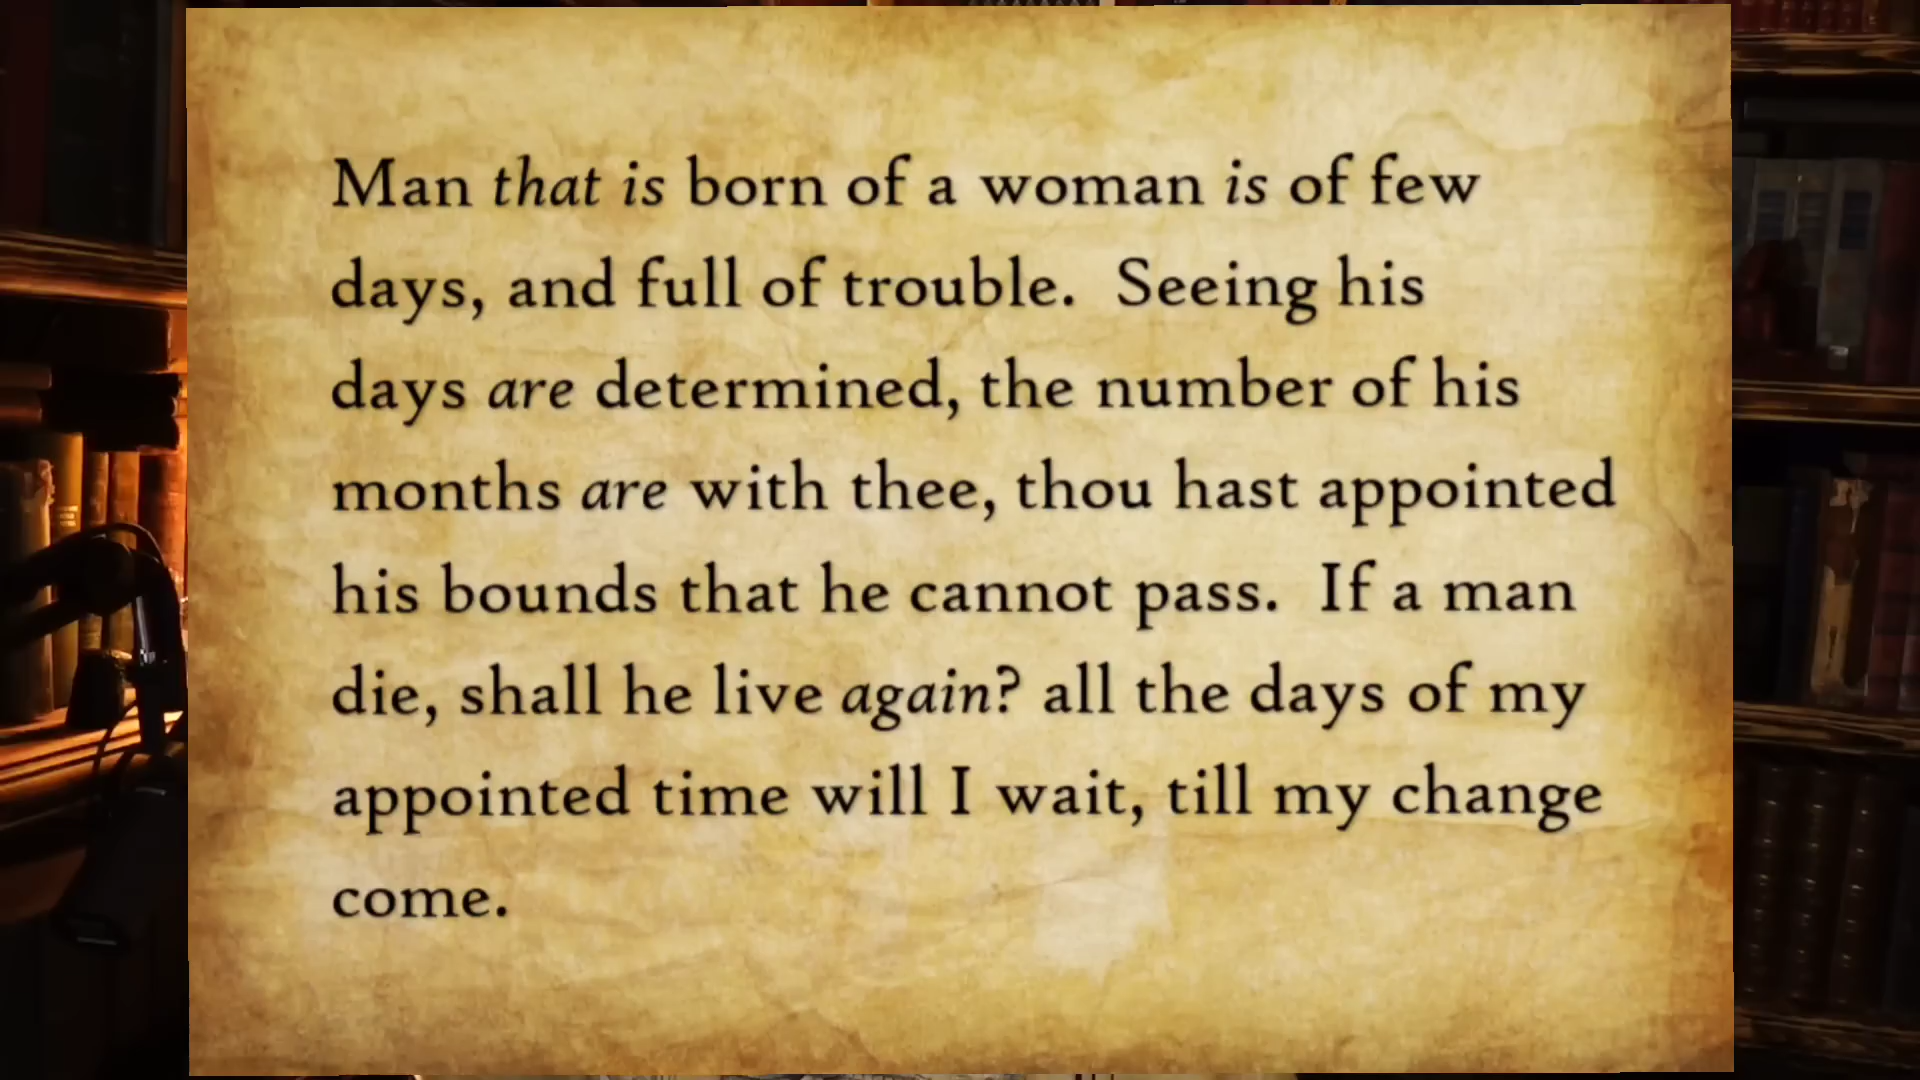 Man that is born of a woman is of few
days, and full of trouble.  Seeing his
days are determined, the number of his
months are with thee, thou hast appointed
his bounds that he cannot pass.  If a man
die, shall he live again? all the days of my
appointed time will I wait, till my change
come.